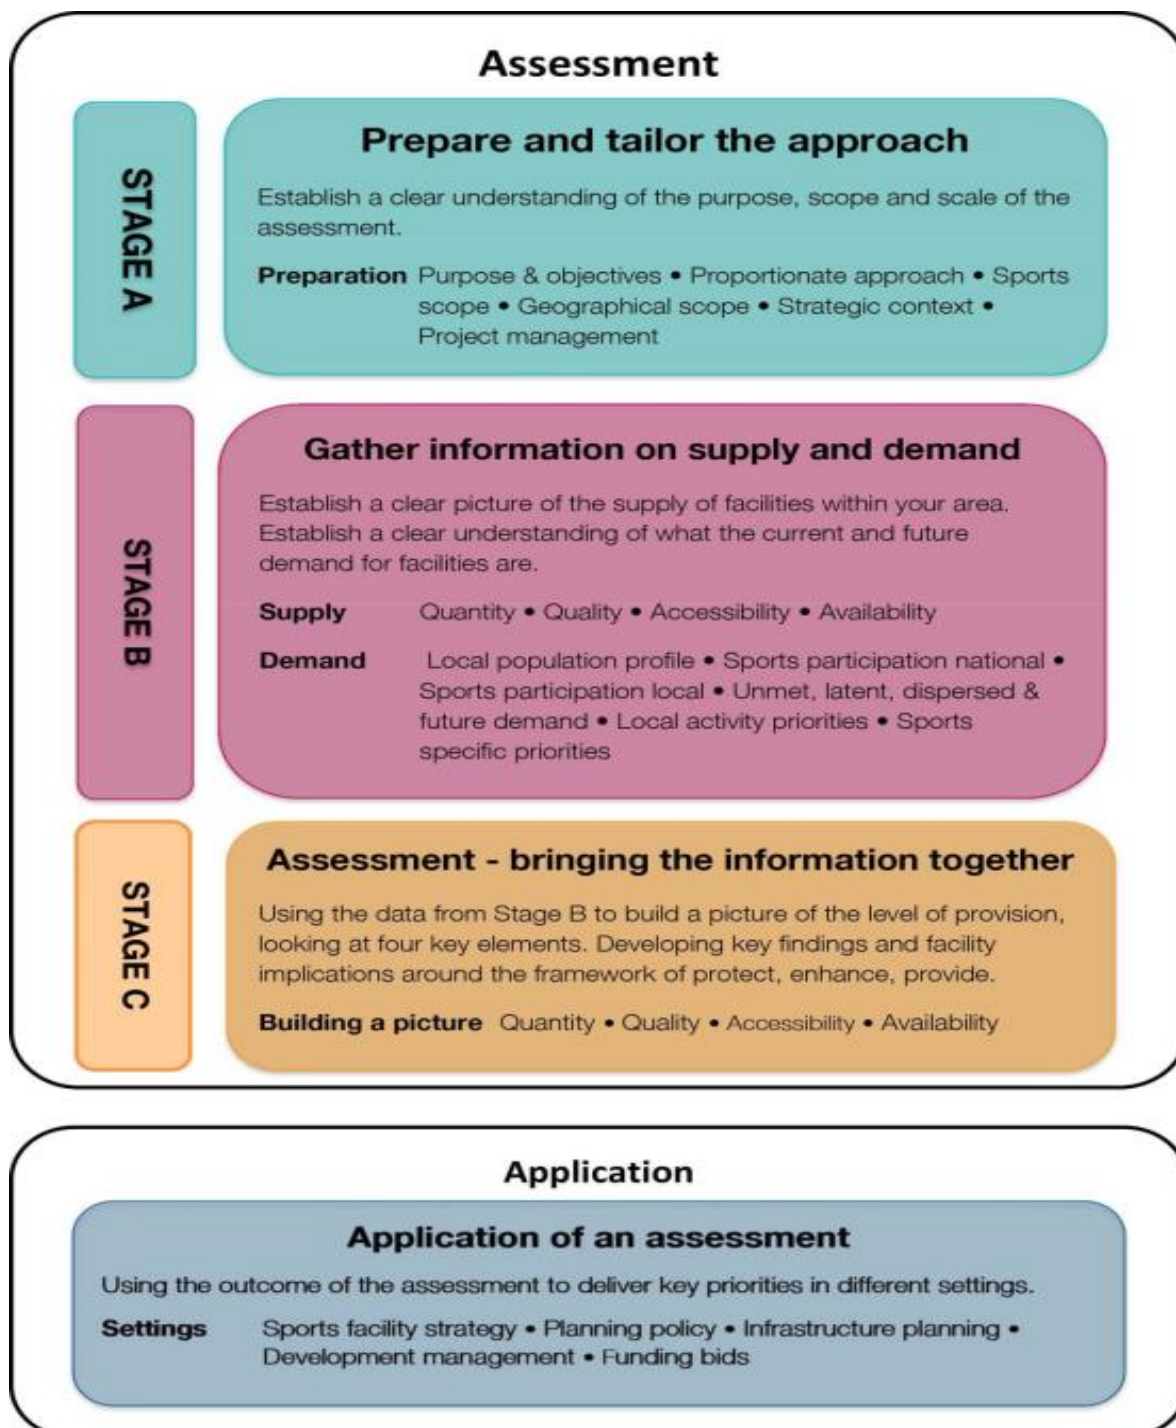 Assessment
STAGE A
Prepare and tailor the approach
Establish a clear understanding of the purpose, scope and scale of the
assessment.
Preparation Purpose & objectives • Proportionate approach • Sports
scope • Geographical scope • Strategic context •
Project management
STAGE B
Gather information on supply and demand
Establish a clear picture of the supply of facilities within your area.
Establish a clear understanding of what the current and future
demand for facilities are.
Supply Quantity • Quality • Accessibility • Availability
Demand Local population profile • Sports participation national •
Sports participation local • Unmet, latent, dispersed &
future demand • Local activity priorities • Sports
specific priorities
STAGE C
Assessment - bringing the information together
Using the data from Stage B to build a picture of the level of provision,
looking at four key elements. Developing key findings and facility
implications around the framework of protect, enhance, provide.
Building a picture Quantity • Quality • Accessibility • Availability
Application
Application of an assessment
Using the outcome of the assessment to deliver key priorities in different settings.
Settings Sports facility strategy • Planning policy • Infrastructure planning •
Development management • Funding bids